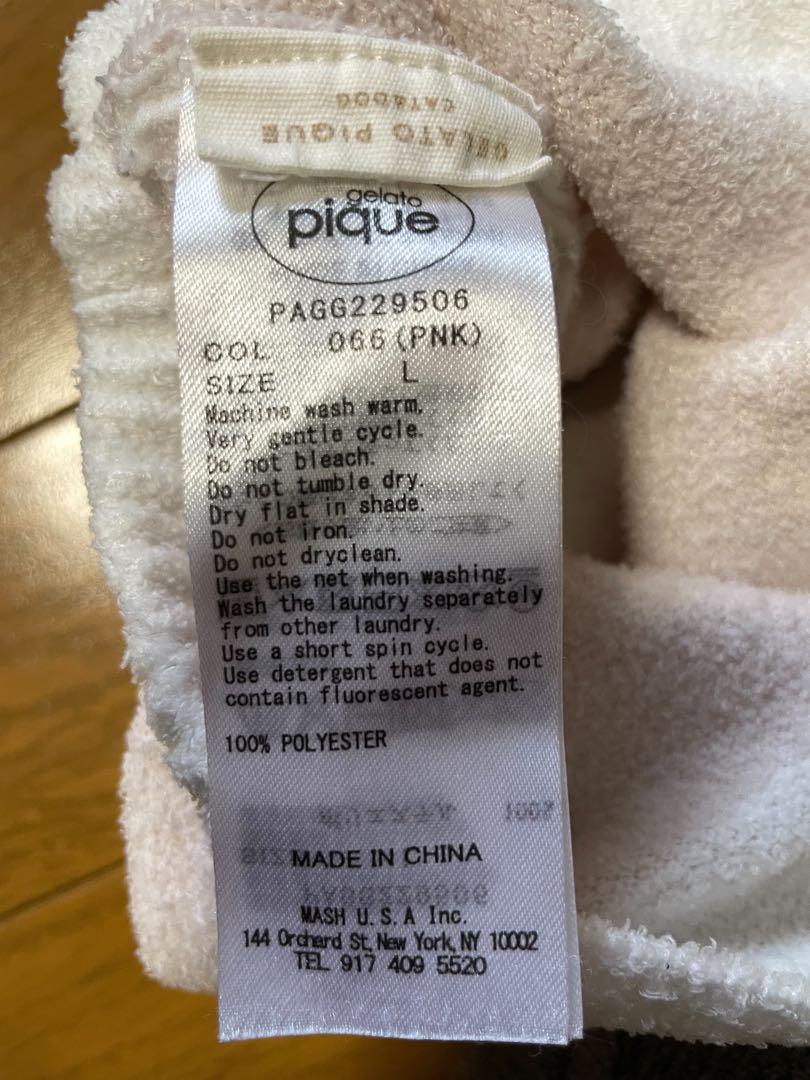 GELATO PIQUE
CAT&DOG
gelato
pique
PAGG229506
COL 066 (PNK)
SIZE L
Machine wash warm.
Very gentle cycle.
Do not bleach.
Do not tumble dry.
Dry flat in shade.
Do not iron.
Do not dryclean.
Use the net when washing.
Wash the laundry separately
from other laundry.
Use a short spin cycle.
Use detergent that does not
contain fluorescent agent.
100% POLYESTER
MADE IN CHINA
MASH U.S.A Inc.
144 Orchard St, New York, NY 10002
TEL 917 409 5520